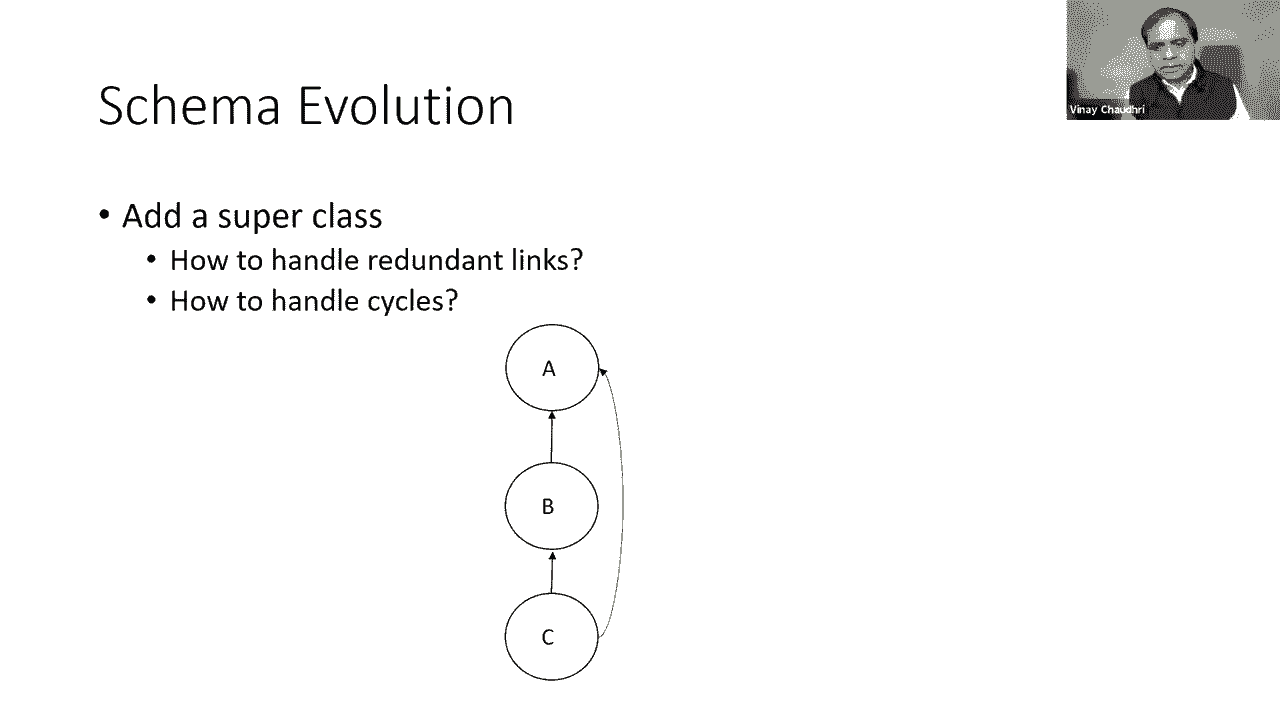 Vinay Chaudhri
Schema Evolution
• Add a super class
• How to handle redundant links?
• How to handle cycles?
A
B
C